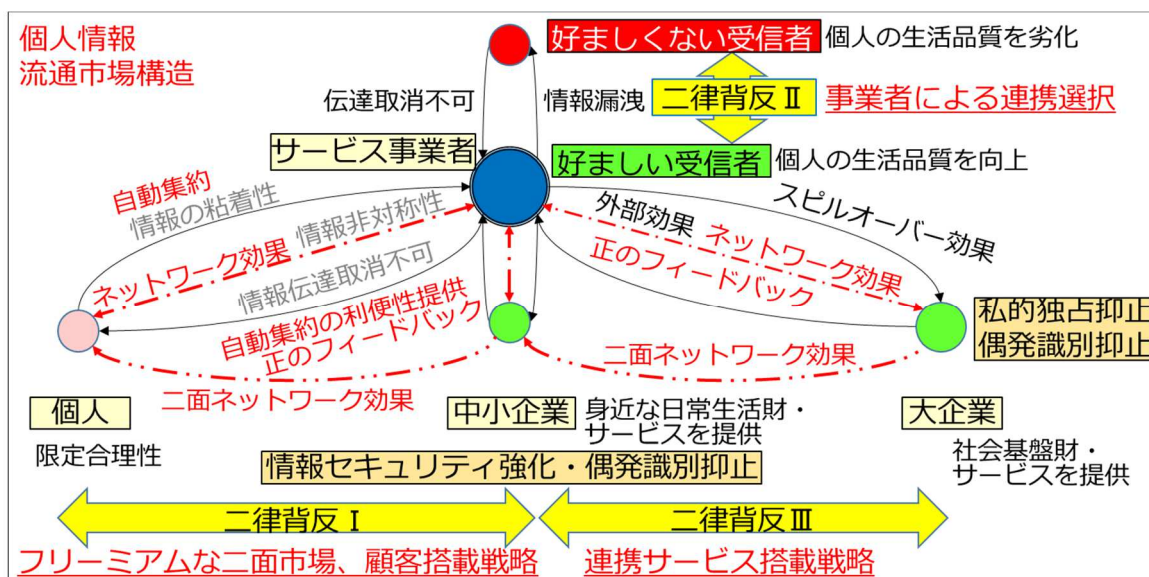 個人情報
流通市場構造
好ましくない受信者
個人の生活品質を劣化
伝達取消不可
情報漏洩
二律背反Ⅱ
事業者による連携選択
サービス事業者
好ましい受信者
個人の生活品質を向上
自動集約
情報の粘着性
ネットワーク効果
情報非対称性
情報伝達取消不可
自動集約の利便性提供
正のフィードバック
二面ネットワーク効果
スピルオーバー効果
外部効果
ネットワーク効果
正のフィードバック
二面ネットワーク効果
私的独占抑止
偶発識別抑止
個人
限定合理性
中小企業
身近な日常生活財・
サービスを提供
大企業
社会基盤財・
サービスを提供
情報セキュリティ強化・偶発識別抑止
二律背反Ⅰ
二律背反Ⅲ
フリーミアムな二面市場、顧客搭載戦略
連携サービス搭載戦略